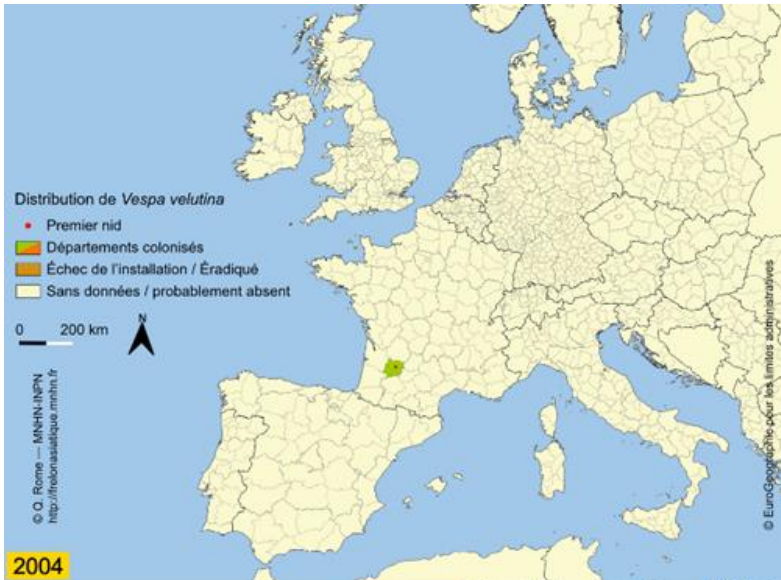 Distribution de Vespa velutina
Premier nid
Départements colonisés
Échec de l'installation / Éradiqué
Sans données / probablement absent
0 200 km
N
© Q. Rome — MNHN-INPN
http://frelonasiatique.mnhn.fr
© EuroGeographic pour les limites administratives
2004